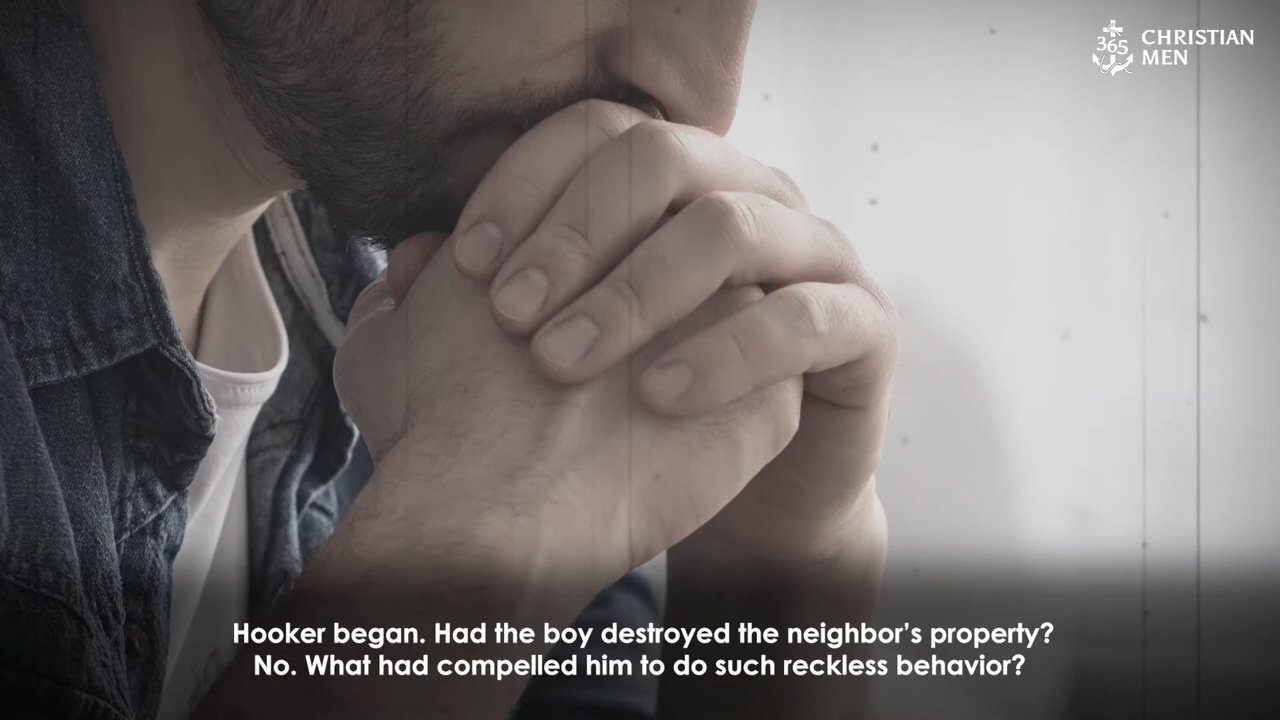 365
CHRISTIAN
MEN
Hooker began. Had the boy destroyed the neighbor's property?
No. What had compelled him to do such reckless behavior?